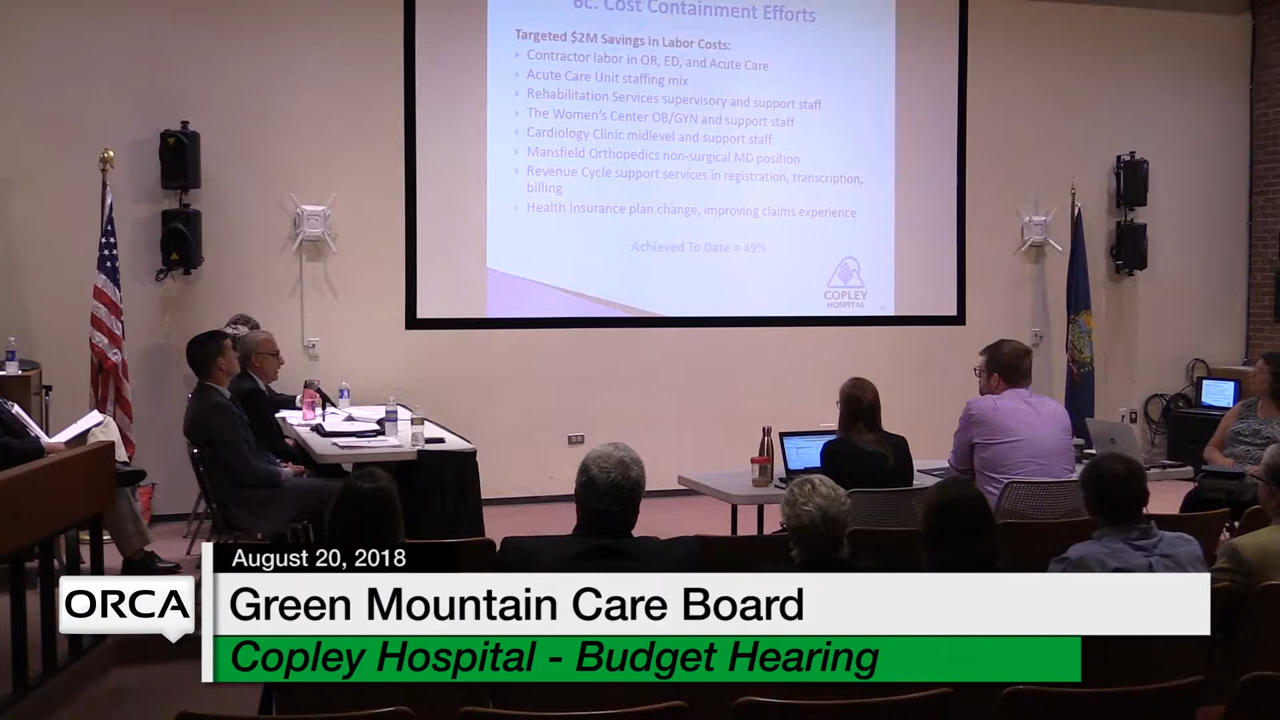 6c. Cost Containment Efforts
Targeted $2M Savings in Labor Costs:
Contractor labor in OR, ED, and Acute Care
Acute Care Unit staffing mix
Rehabilitation Services supervisory and support staff
The Women's Center OB/GYN and support staff
Cardiology Clinic midlevel and support staff
Mansfield Orthopedics non-surgical MD position
Revenue Cycle support services in registration, transcription,
billing
Health Insurance plan change, improving claims experience
Achieved To Date = 49%
COPLEY
HOSPITAL
August 20, 2018
ORCA
Green Mountain Care Board
Copley Hospital - Budget Hearing